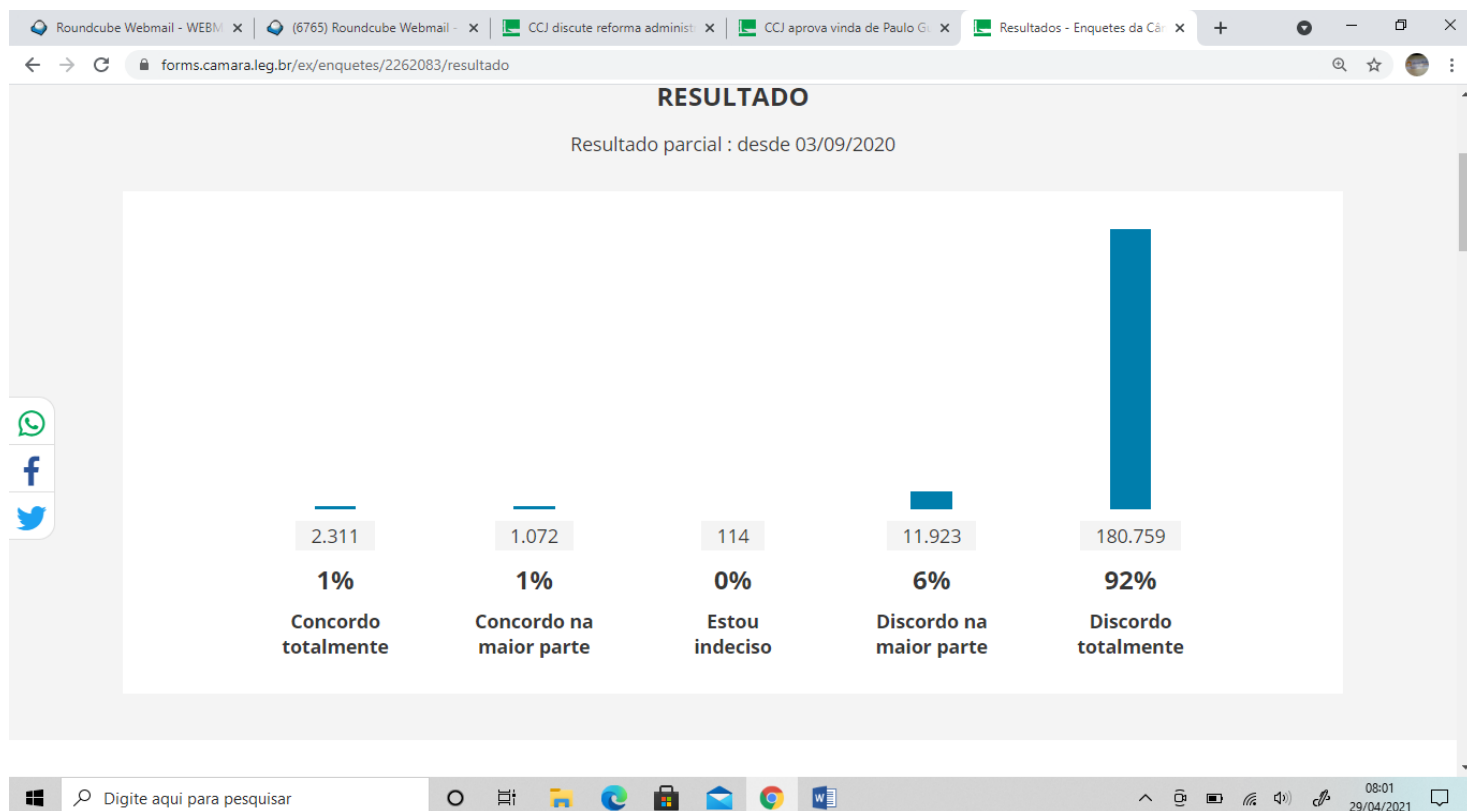 Roundcube Webmail - WEBM
(6765) Roundcube Webmail -
CCJ discute reforma administ
CCJ aprova vinda de Paulo Gu
Resultados - Enquetes da Câr
forms.camara.leg.br/ex/enquetes/2262083/resultado
RESULTADO
Resultado parcial : desde 03/09/2020
2.311 1.072 114 11.923 180.759
1% 1% 0% 6% 92%
Concordo totalmente
Concordo na maior parte
Estou indeciso
Discordo na maior parte
Discordo totalmente
Digite aqui para pesquisar
08:01
29/04/2021